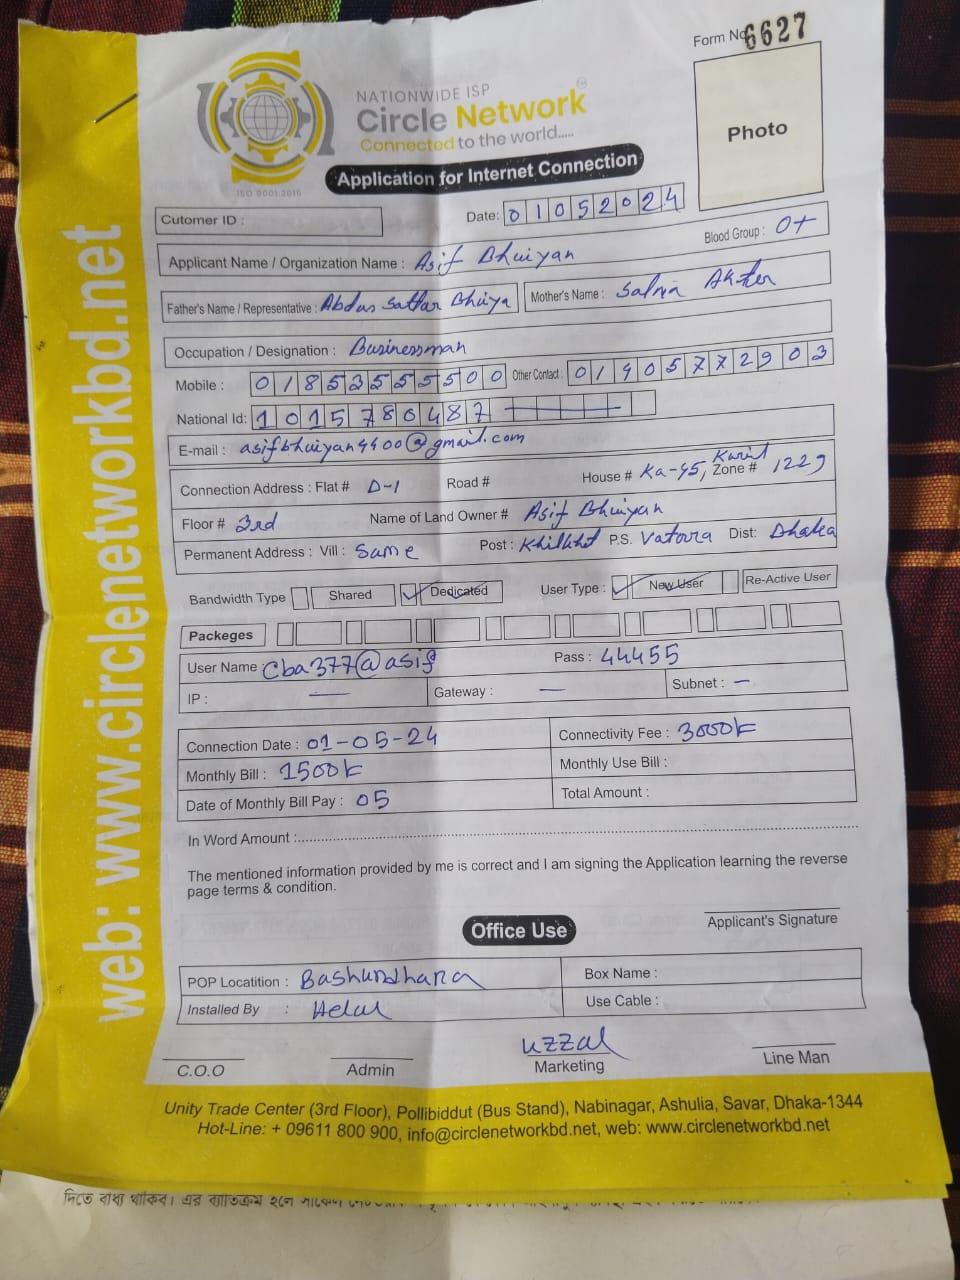 Form No 6627
NATIONWIDE ISP
Circle Network
Connected to the world.....
ISO 9001:2015
Photo
Application for Internet Connection
Cutomer ID :
Date: 01052024
Blood Group : O+
Applicant Name / Organization Name : Asif Bhuiyan
Father's Name / Representative : Abdus Sattar Bhuiya Mother's Name : Salma Akter
Occupation / Designation : Businessman
Mobile : 01853555500 Other Contact : 01905772903
National Id: 1015780487
E-mail : asifbhuiyan4400@gmail.com
Connection Address : Flat # D-1 Road # House # Ka-45, Kuril Zone # 1229
Floor # 3rd Name of Land Owner # Asif Bhuiyan
Permanent Address : Vill : Same Post : Khilkhet P.S. Vatara Dist: Dhaka
Bandwidth Type Shared Dedicated User Type : New User Re-Active User
Packeges
User Name : Cba377@asif Pass : 44455
IP : — Gateway : — Subnet : —
Connection Date : 01-05-24 Connectivity Fee : 3000
Monthly Bill : 1500 Monthly Use Bill :
Date of Monthly Bill Pay : 05 Total Amount :
In Word Amount :
The mentioned information provided by me is correct and I am signing the Application learning the reverse
page terms & condition.
Applicant's Signature
Office Use
POP Locatition : Bashundhara Box Name :
Installed By : Helal Use Cable :
uzzal
C.O.O Admin Marketing Line Man
Unity Trade Center (3rd Floor), Pollibiddut (Bus Stand), Nabinagar, Ashulia, Savar, Dhaka-1344
Hot-Line: + 09611 800 900, info@circlenetworkbd.net, web: www.circlenetworkbd.net
web: www.circlenetworkbd.net
দিতে বাধ্য থাকিব। এর ব্যতিক্রম হলে